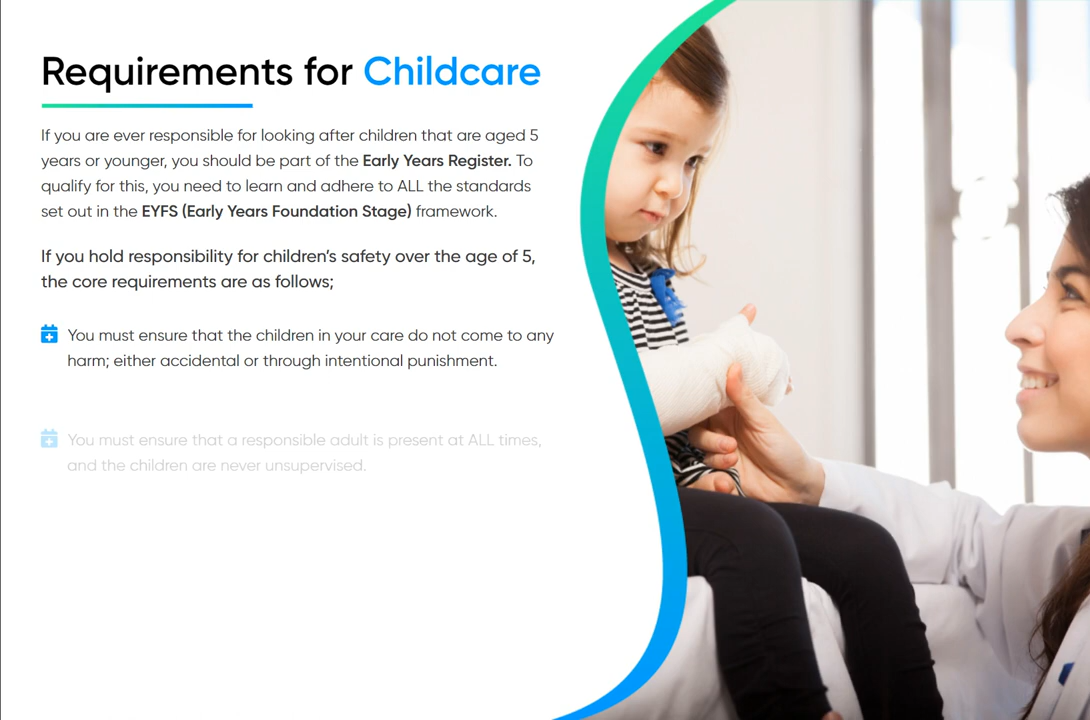 Requirements for Childcare
If you are ever responsible for looking after children that are aged 5
years or younger, you should be part of the Early Years Register. To
qualify for this, you need to learn and adhere to ALL the standards
set out in the EYFS (Early Years Foundation Stage) framework.
If you hold responsibility for children’s safety over the age of 5,
the core requirements are as follows;
You must ensure that the children in your care do not come to any
harm; either accidental or through intentional punishment.
You must ensure that a responsible adult is present at ALL times,
and the children are never unsupervised.